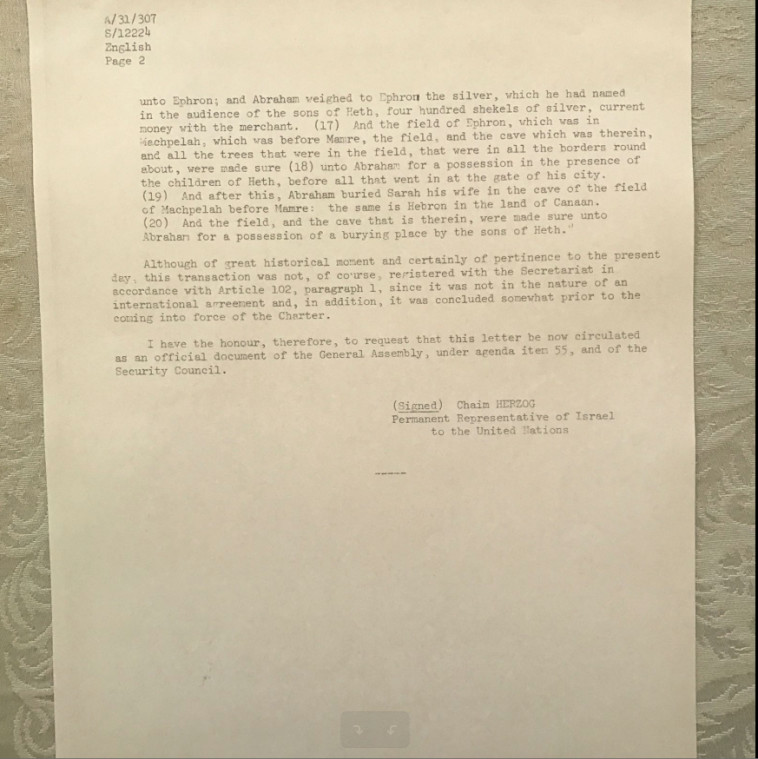 A/31/307
S/12224
English
Page 2
unto Ephron; and Abraham weighed to Ephron the silver, which he had named
in the audience of the sons of Heth, four hundred shekels of silver, current
money with the merchant. (17) And the field of Ephron, which was in
Machpelah, which was before Mamre, the field, and the cave which was therein,
and all the trees that were in the field, that were in all the borders round
about, were made sure (18) unto Abraham for a possession in the presence of
the children of Heth, before all that went in at the gate of his city.
(19) And after this, Abraham buried Sarah his wife in the cave of the field
of Machpelah before Mamre: the same is Hebron in the land of Canaan.
(20) And the field, and the cave that is therein, were made sure unto
Abraham for a possession of a burying place by the sons of Heth."
Although of great historical moment and certainly of pertinence to the present
day, this transaction was not, of course, registered with the Secretariat in
accordance with Article 102, paragraph 1, since it was not in the nature of an
international agreement and, in addition, it was concluded somewhat prior to the
coming into force of the Charter.
I have the honour, therefore, to request that this letter be now circulated
as an official document of the General Assembly, under agenda item 55, and of the
Security Council.
(Signed) Chaim HERZOG
Permanent Representative of Israel
to the United Nations